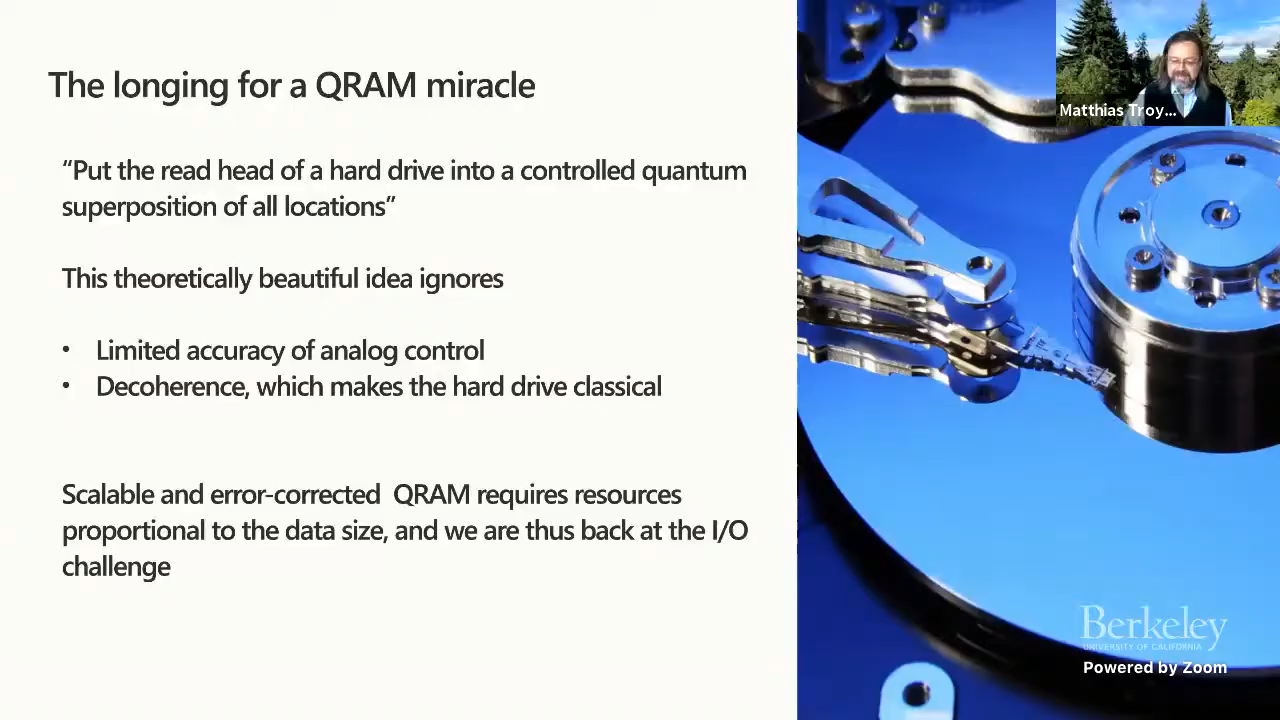 The longing for a QRAM miracle
Matthias Troy...
“Put the read head of a hard drive into a controlled quantum
superposition of all locations”
This theoretically beautiful idea ignores
• Limited accuracy of analog control
• Decoherence, which makes the hard drive classical
Scalable and error-corrected QRAM requires resources
proportional to the data size, and we are thus back at the I/O
challenge
Berkeley
UNIVERSITY OF CALIFORNIA
Powered by Zoom